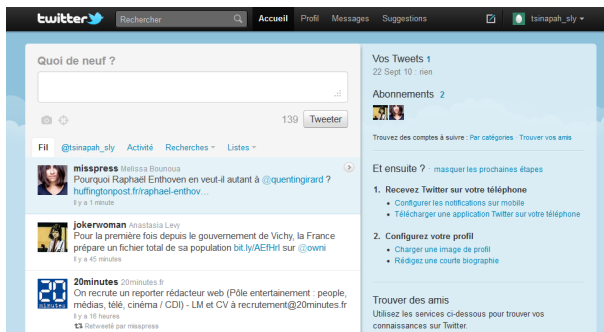 twitter
Rechercher
Accueil Profil Messages Suggestions
tsinapah_sly
Quoi de neuf ?
139 Tweeter
Fil @tsinapah_sly Activité Recherches Listes
misspress Melissa Bounoua
Pourquoi Raphaël Enthoven en veut-il autant à @quentingirard ?
huffingtonpost.fr/raphael-enthov…
Il y a 1 minute
jokerwoman Anastasia Levy
Pour la première fois depuis le gouvernement de Vichy, la France
prépare un fichier total de sa population bit.ly/AEfHrl sur @owni
Il y a 45 minutes
20 minutes
20minutes 20minutes.fr
On recrute un reporter rédacteur web (Pôle entertainement : people,
médias, télé, cinéma / CDI) - LM et CV à recrutement@20minutes.fr
Il y a 16 heures
Retweeté par misspress
Vos Tweets 1
22 Sept 10 : rien
Abonnements 2
Trouvez des comptes à suivre : Par catégories · Trouver vos amis
Et ensuite ? · masquer les prochaines étapes
1. Recevez Twitter sur votre téléphone
• Configurer les notifications sur mobile
• Télécharger une application Twitter sur votre téléphone
2. Configurez votre profil
• Charger une image de profil
• Rédigez une courte biographie
Trouver des amis
Utilisez les services ci-dessous pour trouver vos
connaissances sur Twitter.